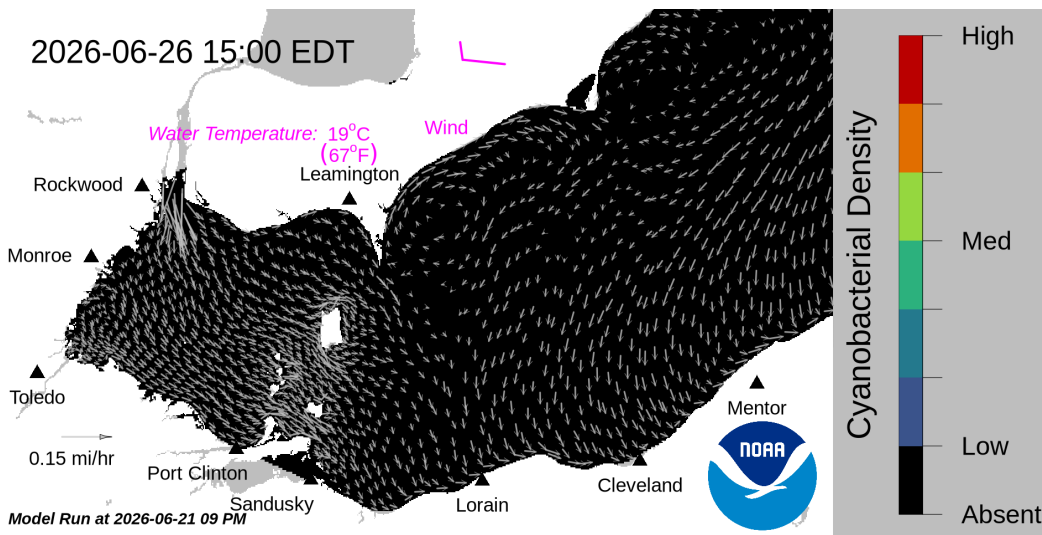 2026-06-26 15:00 EDT
High
Wind
Water Temperature: 19°C
(67°F)
Leamington
Rockwood
Monroe
Med
Cyanobacterial Density
Toledo
Mentor
NOAA
0.15 mi/hr
Low
Port Clinton
Cleveland
Sandusky
Lorain
Model Run at 2026-06-21 09 PM
Absent